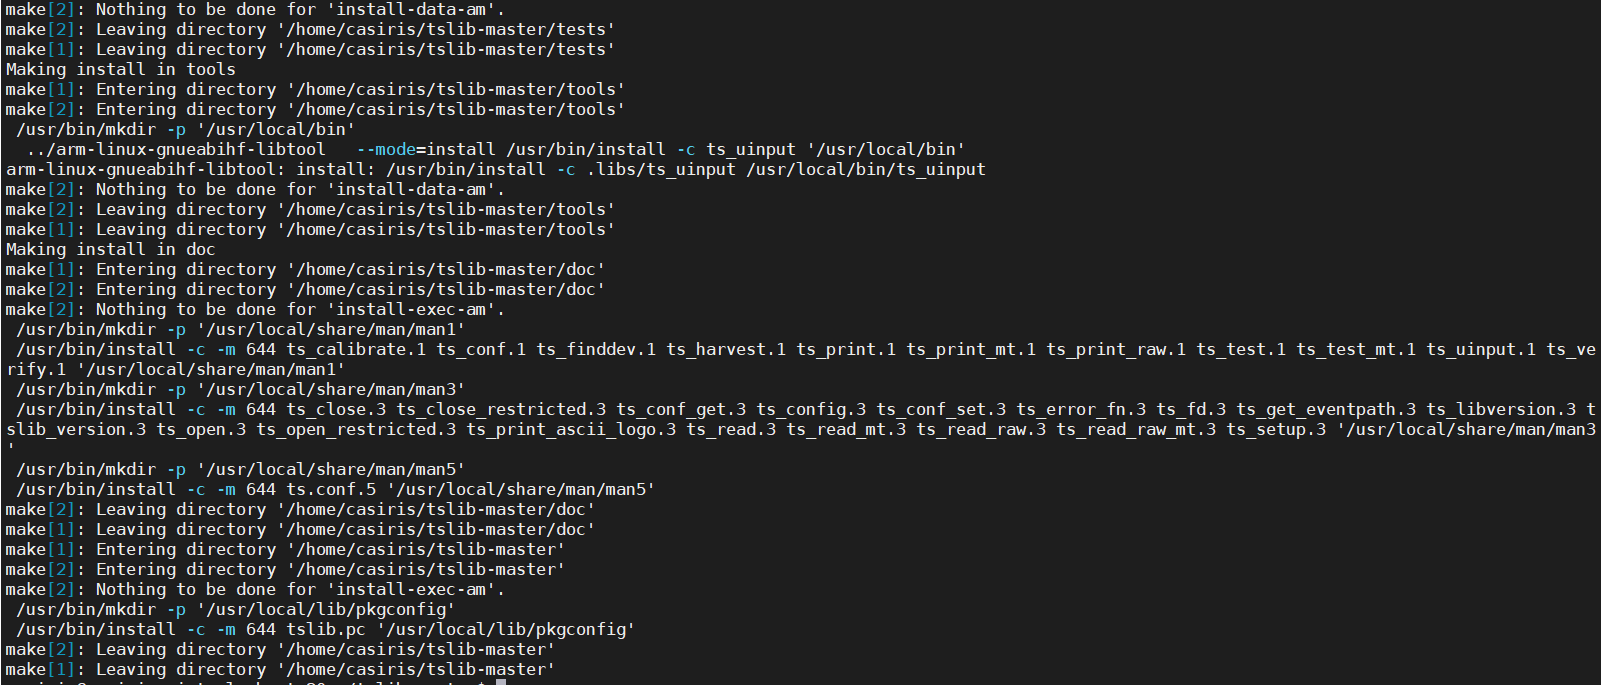 make[2]: Nothing to be done for 'install-data-am'.
make[2]: Leaving directory '/home/casiris/tslib-master/tests'
make[1]: Leaving directory '/home/casiris/tslib-master/tests'
Making install in tools
make[1]: Entering directory '/home/casiris/tslib-master/tools'
make[2]: Entering directory '/home/casiris/tslib-master/tools'
 /usr/bin/mkdir -p '/usr/local/bin'
  ../arm-linux-gnueabihf-libtool   --mode=install /usr/bin/install -c ts_uinput '/usr/local/bin'
arm-linux-gnueabihf-libtool: install: /usr/bin/install -c .libs/ts_uinput /usr/local/bin/ts_uinput
make[2]: Nothing to be done for 'install-data-am'.
make[2]: Leaving directory '/home/casiris/tslib-master/tools'
make[1]: Leaving directory '/home/casiris/tslib-master/tools'
Making install in doc
make[1]: Entering directory '/home/casiris/tslib-master/doc'
make[2]: Entering directory '/home/casiris/tslib-master/doc'
make[2]: Nothing to be done for 'install-exec-am'.
 /usr/bin/mkdir -p '/usr/local/share/man/man1'
 /usr/bin/install -c -m 644 ts_calibrate.1 ts_conf.1 ts_finddev.1 ts_harvest.1 ts_print.1 ts_print_mt.1 ts_print_raw.1 ts_test.1 ts_test_mt.1 ts_uinput.1 ts_ve
rify.1 '/usr/local/share/man/man1'
 /usr/bin/mkdir -p '/usr/local/share/man/man3'
 /usr/bin/install -c -m 644 ts_close.3 ts_close_restricted.3 ts_conf_get.3 ts_config.3 ts_conf_set.3 ts_error_fn.3 ts_fd.3 ts_get_eventpath.3 ts_libversion.3 t
slib_version.3 ts_open.3 ts_open_restricted.3 ts_print_ascii_logo.3 ts_read.3 ts_read_mt.3 ts_read_raw.3 ts_read_raw_mt.3 ts_setup.3 '/usr/local/share/man/man3
'
 /usr/bin/mkdir -p '/usr/local/share/man/man5'
 /usr/bin/install -c -m 644 ts.conf.5 '/usr/local/share/man/man5'
make[2]: Leaving directory '/home/casiris/tslib-master/doc'
make[1]: Leaving directory '/home/casiris/tslib-master/doc'
make[1]: Entering directory '/home/casiris/tslib-master'
make[2]: Entering directory '/home/casiris/tslib-master'
make[2]: Nothing to be done for 'install-exec-am'.
 /usr/bin/mkdir -p '/usr/local/lib/pkgconfig'
 /usr/bin/install -c -m 644 tslib.pc '/usr/local/lib/pkgconfig'
make[2]: Leaving directory '/home/casiris/tslib-master'
make[1]: Leaving directory '/home/casiris/tslib-master'